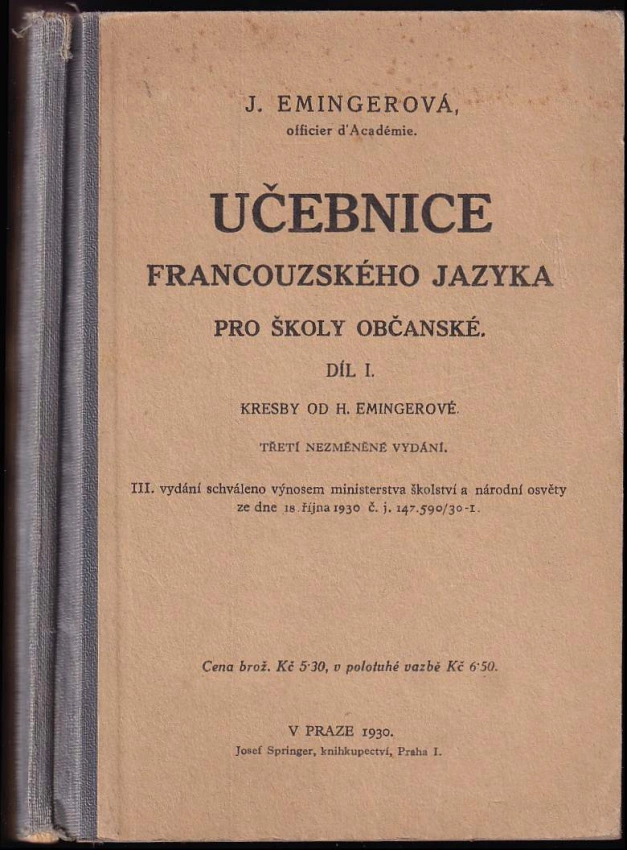 J. EMINGEROVÁ,
officier d'Académie.
UČEBNICE
FRANCOUZSKÉHO JAZYKA
PRO ŠKOLY OBČANSKÉ.
DÍL I.
KRESBY OD H. EMINGEROVÉ.
TŘETÍ NEZMĚNĚNÉ VYDÁNÍ.
III. vydání schváleno výnosem ministerstva školství a národní osvěty
ze dne 18. října 1930 č. j. 147.590/30-I.
Cena brož. Kč 5·30, v polotuhé vazbě Kč 6·50.
V PRAZE 1930.
Josef Springer, knihkupectví, Praha I.